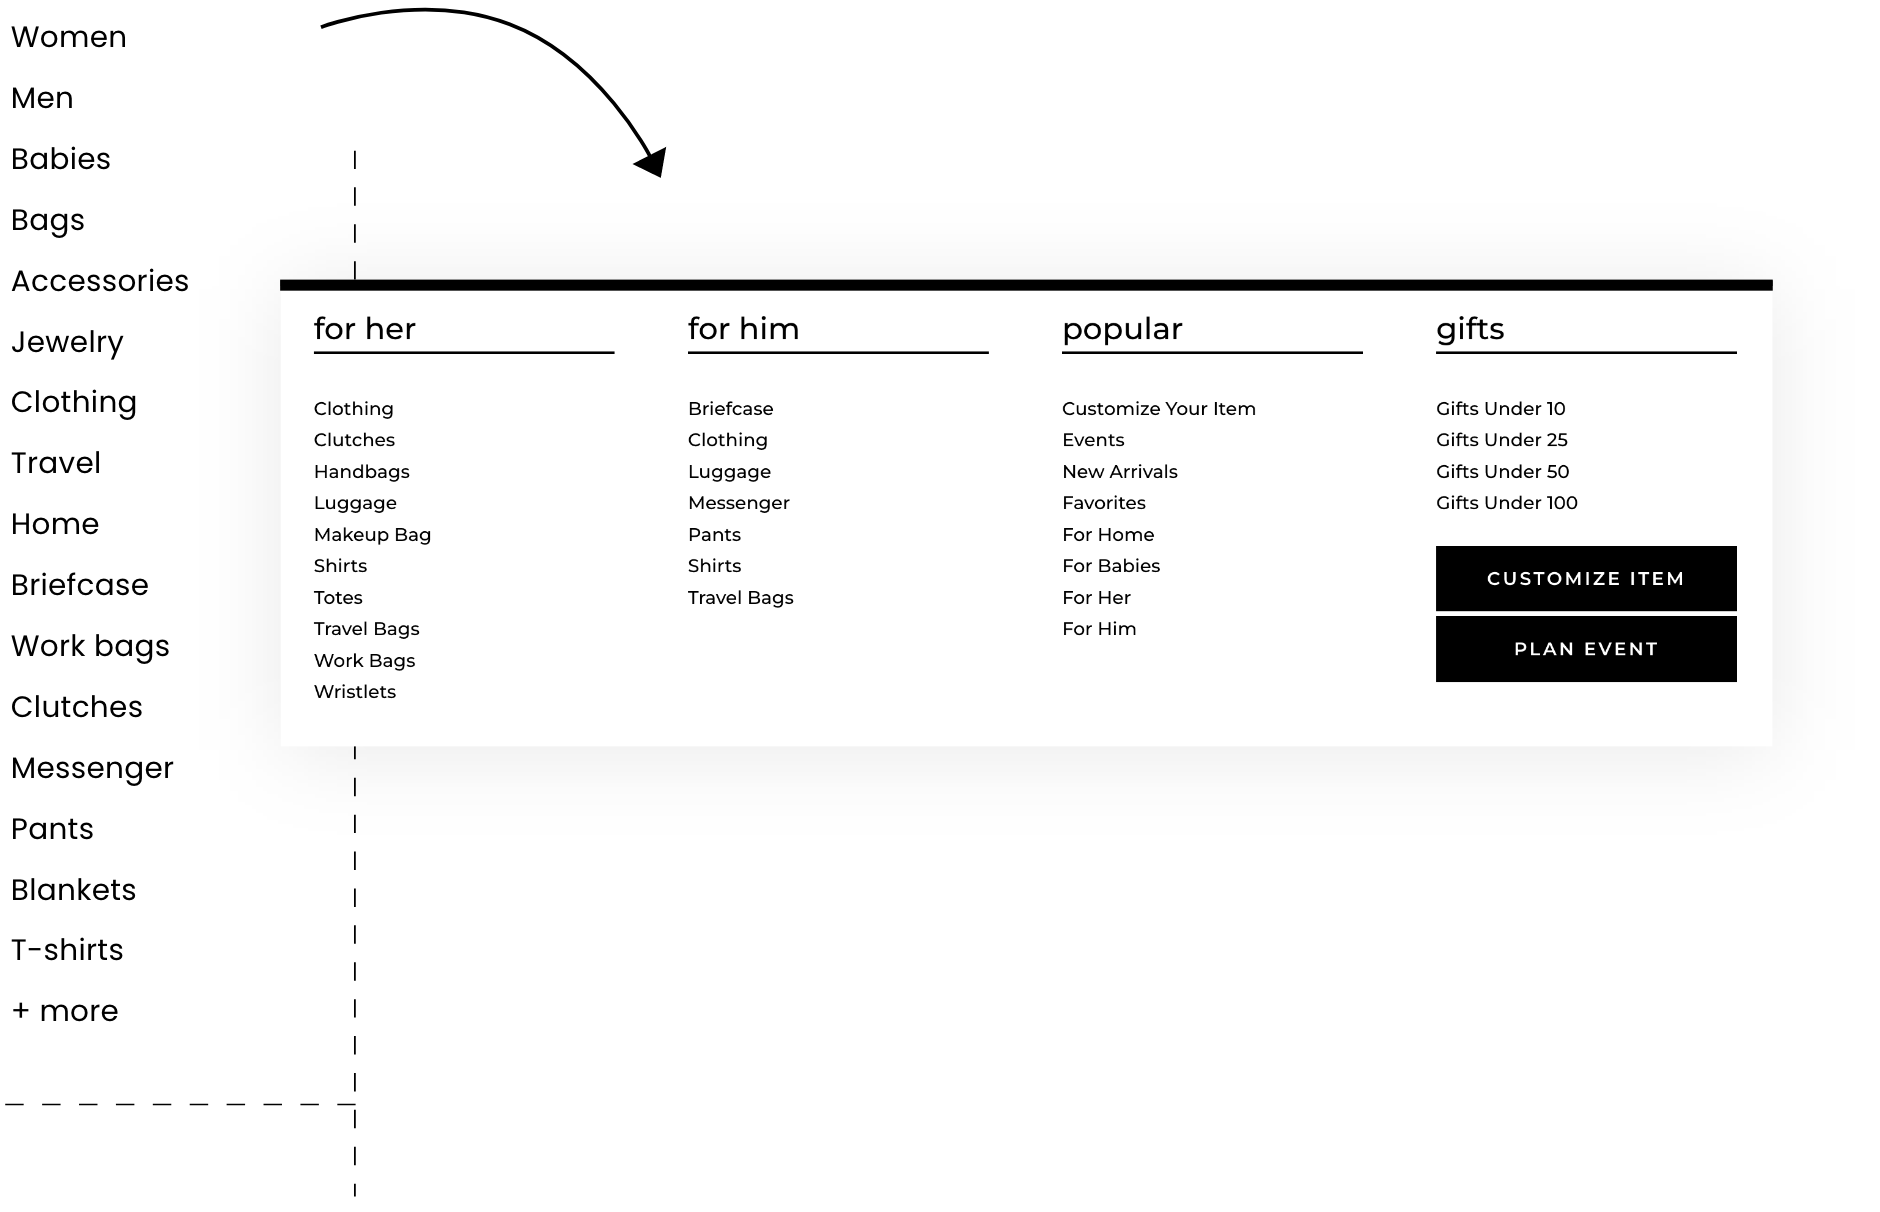 Women
Men
Babies
Bags
Accessories
Jewelry
Clothing
Travel
Home
Briefcase
Work bags
Clutches
Messenger
Pants
Blankets
T-shirts
+ more
for her
Clothing
Clutches
Handbags
Luggage
Makeup Bag
Shirts
Totes
Travel Bags
Work Bags
Wristlets
for him
Briefcase
Clothing
Luggage
Messenger
Pants
Shirts
Travel Bags
popular
Customize Your Item
Events
New Arrivals
Favorites
For Home
For Babies
For Her
For Him
gifts
Gifts Under 10
Gifts Under 25
Gifts Under 50
Gifts Under 100
CUSTOMIZE ITEM
PLAN EVENT